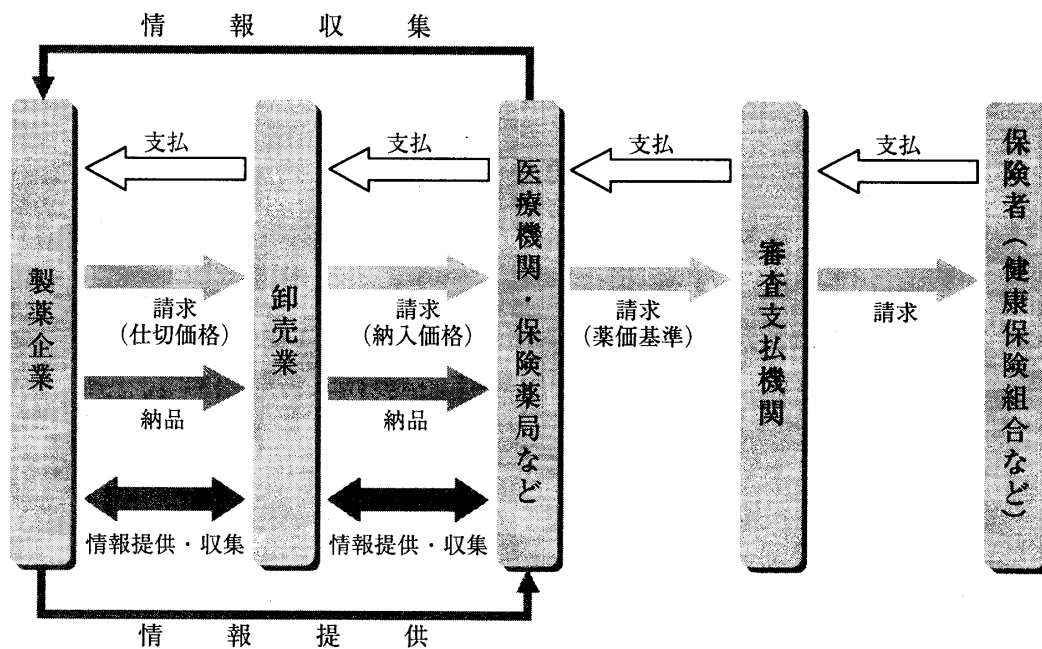 情報収集
支払
支払
支払
支払
製薬企業
卸売業
医療機関・保険薬局など
審査支払機関
保険者（健康保険組合など）
請求
（仕切価格）
請求
（納入価格）
請求
（薬価基準）
請求
納品
納品
情報提供・収集
情報提供・収集
情報提供